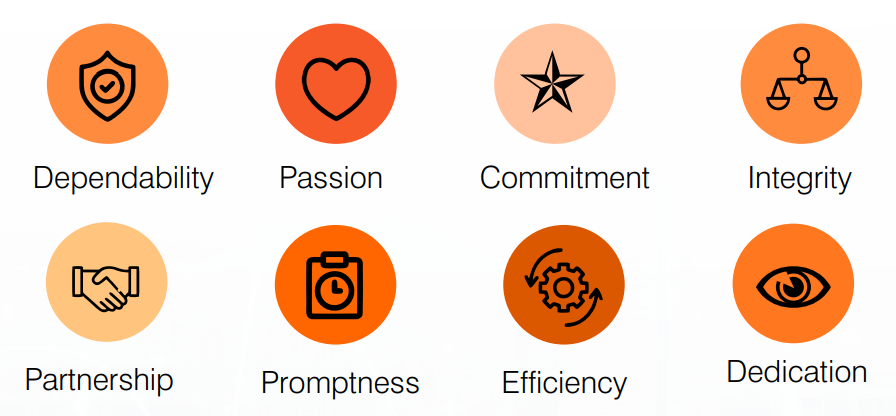 Dependability
Passion
Commitment
Integrity
Partnership
Promptness
Efficiency
Dedication